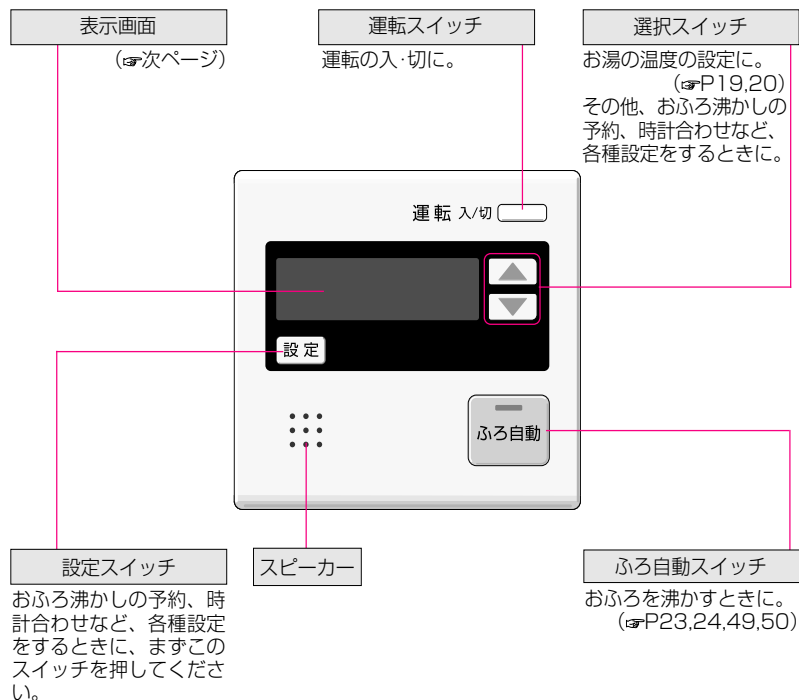 表示画面
(☞次ページ)
運転スイッチ
運転の入·切に。
選択スイッチ
お湯の温度の設定に。
(☞P19,20)
その他、おふろ沸かしの
予約、時計合わせなど、
各種設定をするときに。
運転 入/切
設定
ふろ自動
設定スイッチ
おふろ沸かしの予約、時
計合わせなど、各種設定
をするときに、まずこの
スイッチを押してくださ
い。
スピーカー
ふろ自動スイッチ
おふろを沸かすときに。
(☞P23,24,49,50)